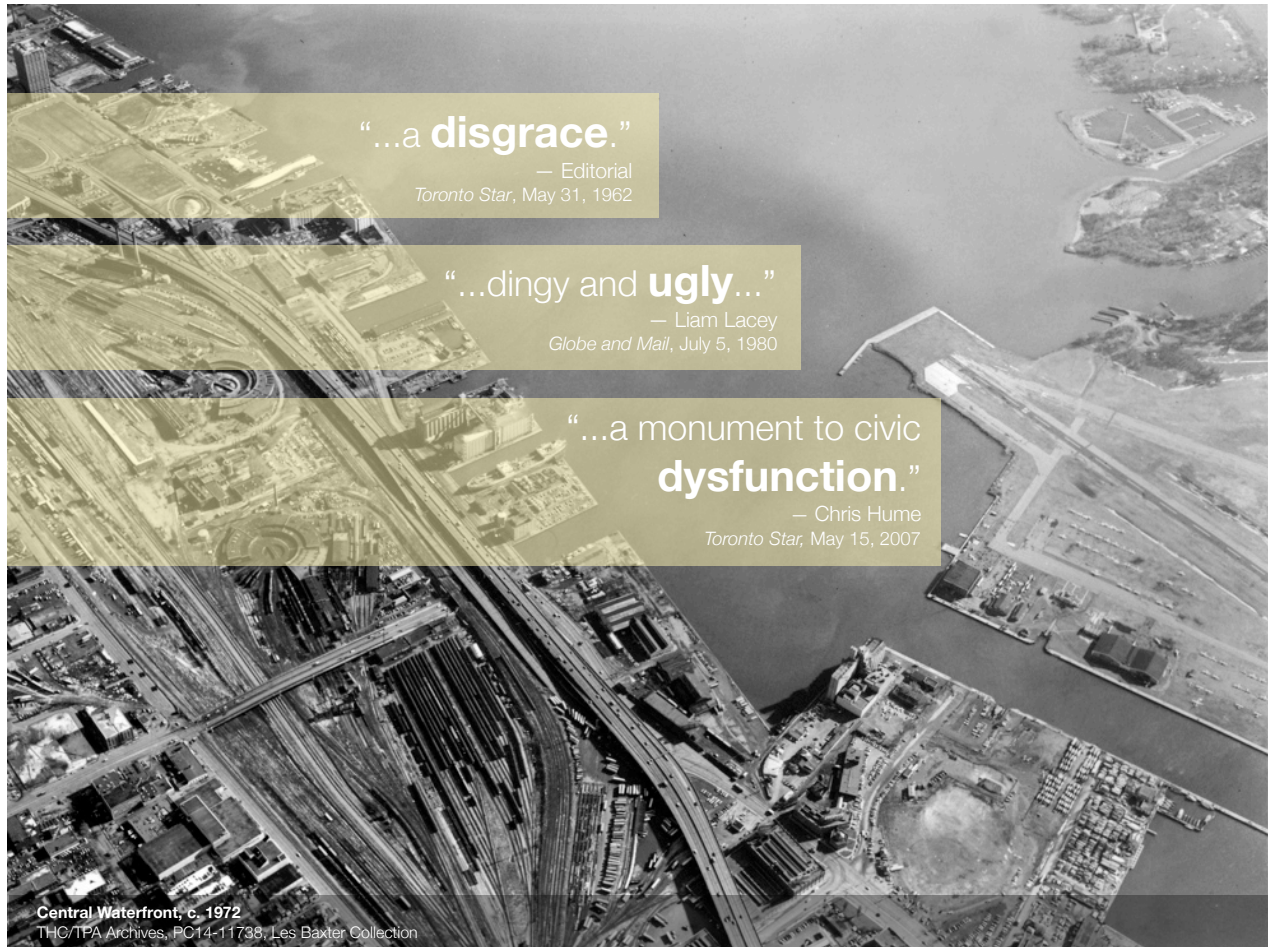 “...a disgrace.”
— Editorial
Toronto Star, May 31, 1962
“...dingy and ugly...”
— Liam Lacey
Globe and Mail, July 5, 1980
“...a monument to civic
dysfunction.”
— Chris Hume
Toronto Star, May 15, 2007
Central Waterfront, c. 1972
THC/TPA Archives, PC14-11738, Les Baxter Collection